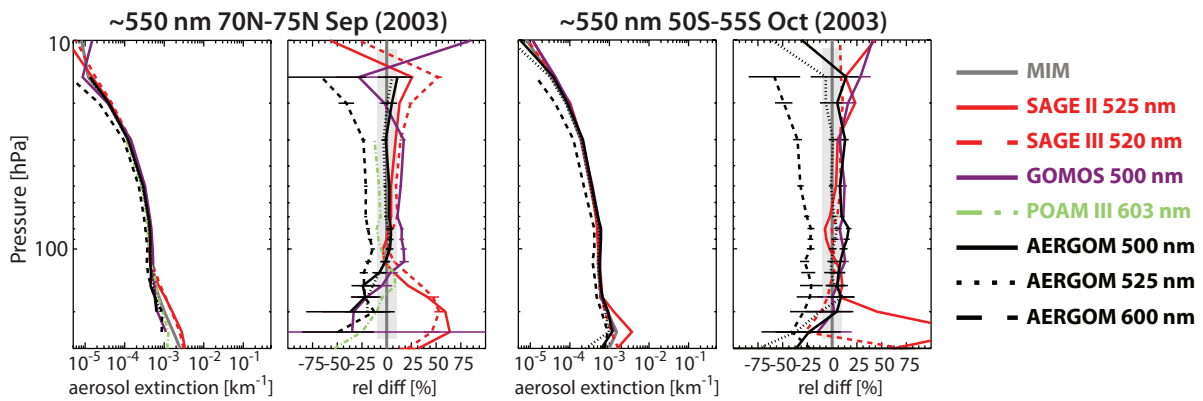 ~550 nm 70N-75N Sep (2003)
~550 nm 50S-55S Oct (2003)
Pressure [hPa]
10
100
10⁻⁵ 10⁻⁴ 10⁻³ 10⁻² 10⁻¹
aerosol extinction [km⁻¹]
-75 -50 -25 0 25 50 75
rel diff [%]
10⁻⁵ 10⁻⁴ 10⁻³ 10⁻² 10⁻¹
aerosol extinction [km⁻¹]
-75 -50 -25 0 25 50 75
rel diff [%]
MIM
SAGE II 525 nm
SAGE III 520 nm
GOMOS 500 nm
POAM III 603 nm
AERGOM 500 nm
AERGOM 525 nm
AERGOM 600 nm